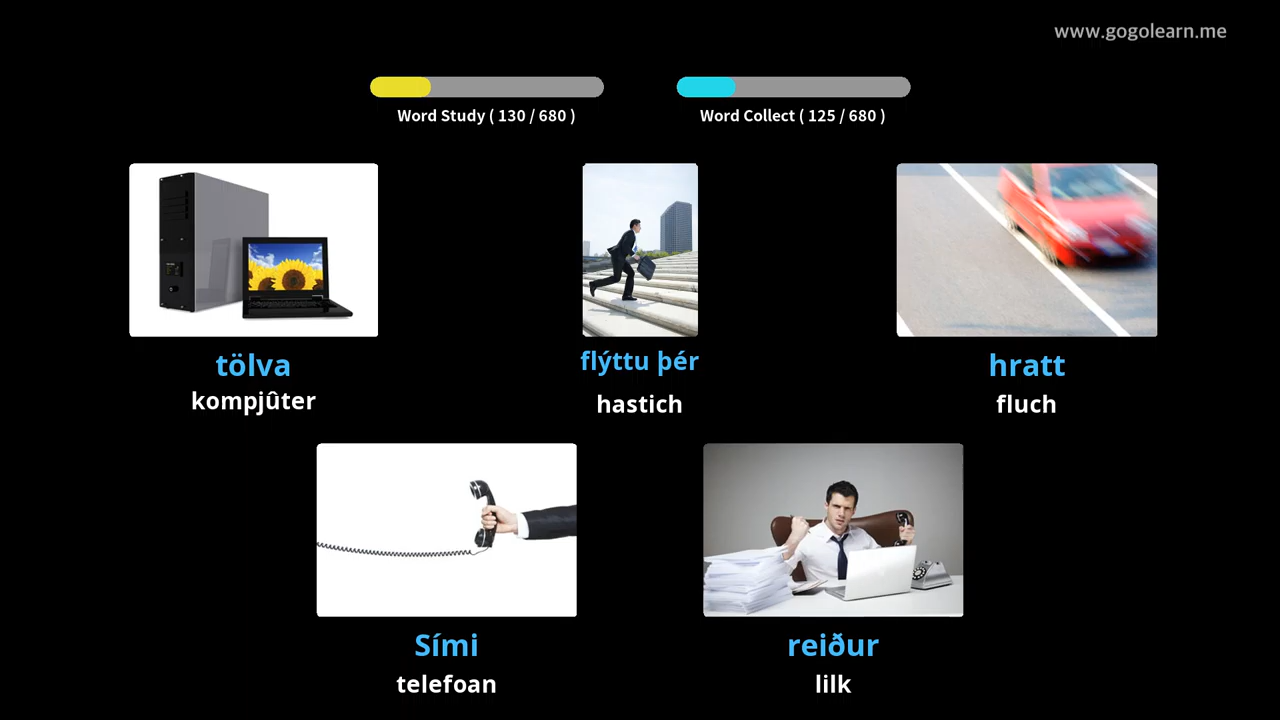 www.gogolearn.me
Word Study ( 130 / 680 )
Word Collect ( 125 / 680 )
tölva
kompjûter
flýttu þér
hastich
hratt
fluch
Sími
telefoan
reiður
lilk